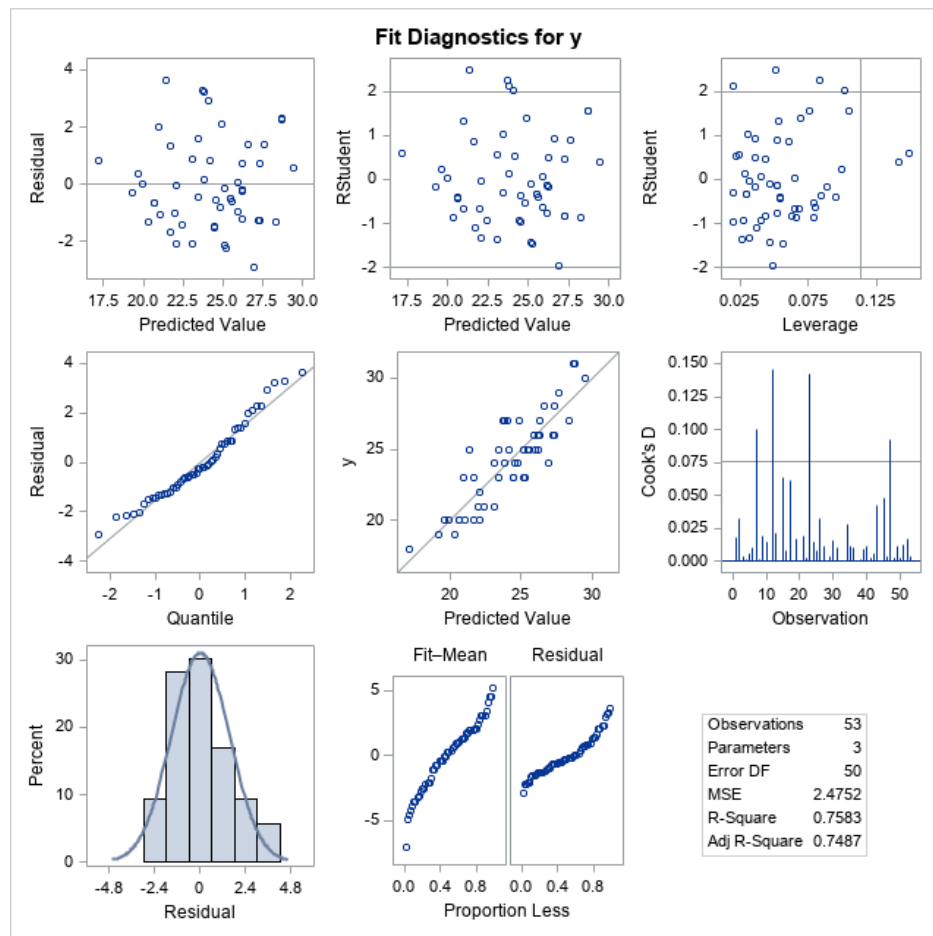 Fit Diagnostics for y
4
2
0
-2
Residual
17.5 20.0 22.5 25.0 27.5 30.0
Predicted Value
2
1
0
-1
-2
RStudent
17.5 20.0 22.5 25.0 27.5 30.0
Predicted Value
2
1
0
-1
-2
RStudent
0.025 0.075 0.125
Leverage
4
2
0
-2
-4
Residual
-2 -1 0 1 2
Quantile
30
25
20
y
20 25 30
Predicted Value
0.150
0.125
0.100
0.075
0.050
0.025
0.000
Cook's D
0 10 20 30 40 50
Observation
30
20
10
0
Percent
-4.8 -2.4 0 2.4 4.8
Residual
Fit–Mean Residual
5
0
-5
0.0 0.4 0.8 0.0 0.4 0.8
Proportion Less
Observations 53
Parameters 3
Error DF 50
MSE 2.4752
R-Square 0.7583
Adj R-Square 0.7487